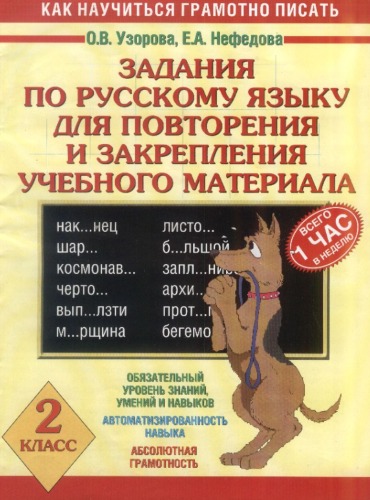 КАК НАУЧИТЬСЯ ГРАМОТНО ПИСАТЬ
О.В. Узорова, Е.А. Нефедова
ЗАДАНИЯ
ПО РУССКОМУ ЯЗЫКУ
ДЛЯ ПОВТОРЕНИЯ
И ЗАКРЕПЛЕНИЯ
УЧЕБНОГО МАТЕРИАЛА
нак...нец листо...
шар... б...льшой
космонав... запл...
черто... архи...
вып...лзти прот...
м...рщина бегемо
ВСЕГО
1 ЧАС
В НЕДЕЛЮ
ОБЯЗАТЕЛЬНЫЙ
УРОВЕНЬ ЗНАНИЙ,
УМЕНИЙ И НАВЫКОВ
АВТОМАТИЗИРОВАННОСТЬ
НАВЫКА
АБСОЛЮТНАЯ
ГРАМОТНОСТЬ
2
КЛАСС